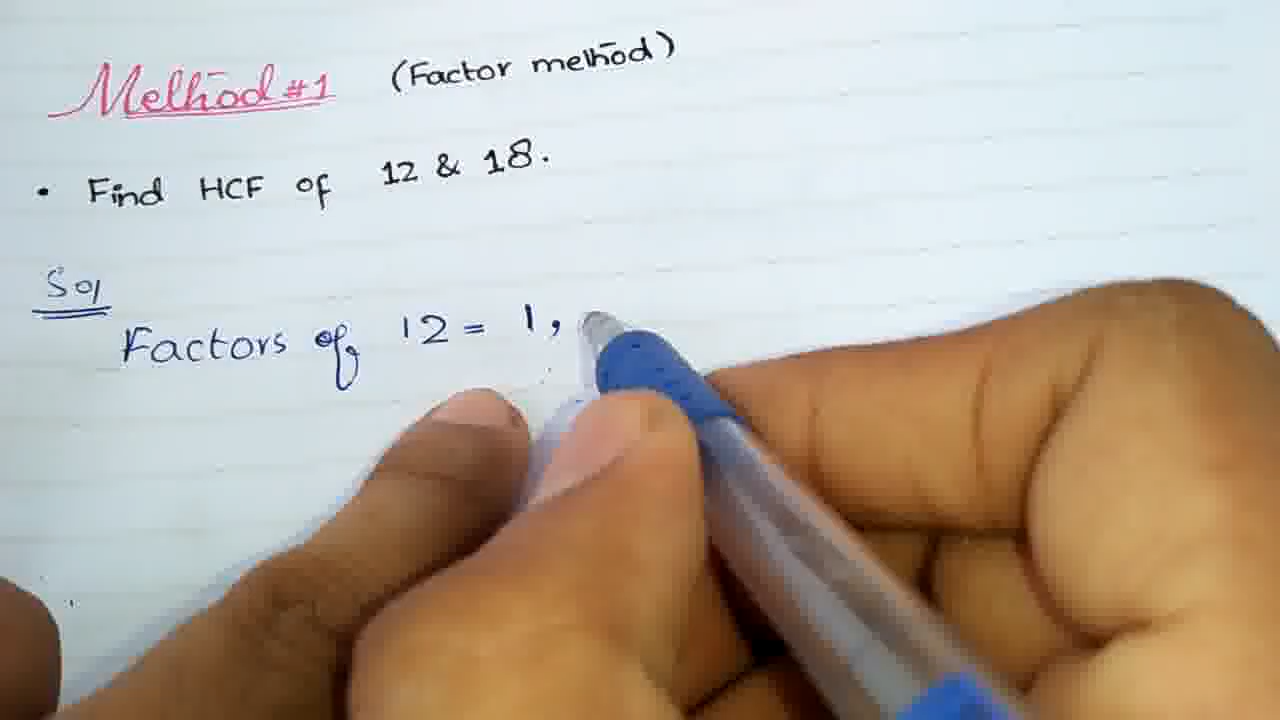 Method #1 (Factor method)
• Find HCF of 12 & 18.
Sol
Factors of 12 = 1,